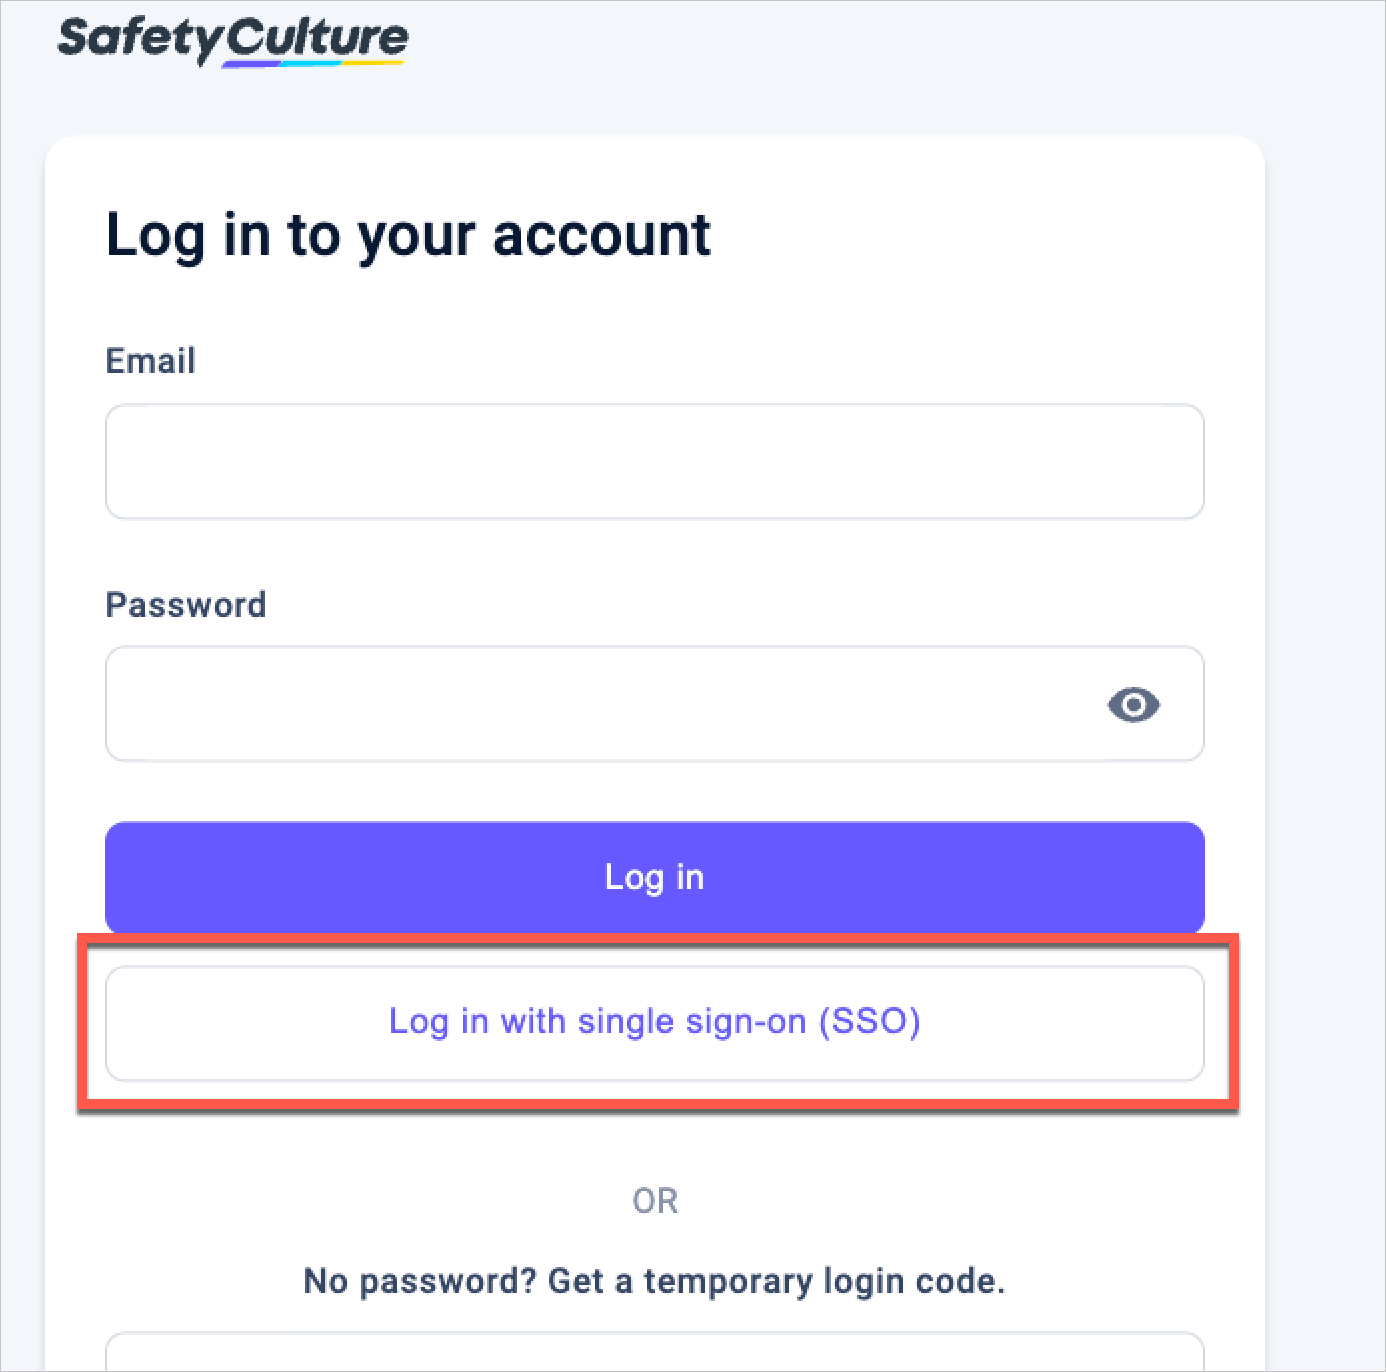 SafetyCulture
Log in to your account
Email
Password
Log in
Log in with single sign-on (SSO)
OR
No password? Get a temporary login code.